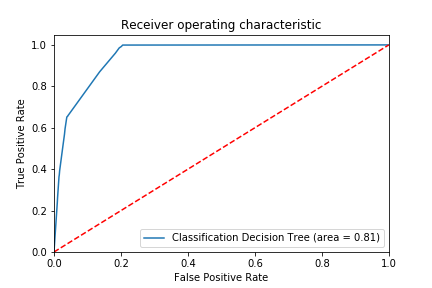 Receiver operating characteristic
True Positive Rate
1.0
0.8
0.6
0.4
0.2
0.0
Classification Decision Tree (area = 0.81)
0.0 0.2 0.4 0.6 0.8 1.0
False Positive Rate